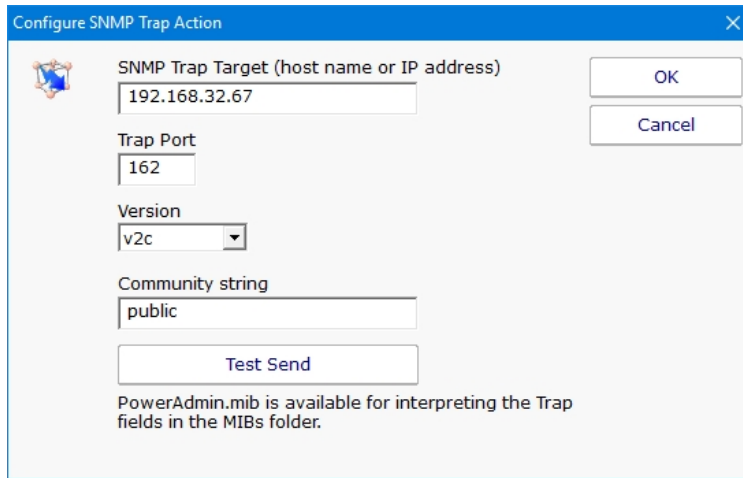 Configure SNMP Trap Action
SNMP Trap Target (host name or IP address)
192.168.32.67
OK
Cancel
Trap Port
162
Version
v2c
Community string
public
Test Send
PowerAdmin.mib is available for interpreting the Trap
fields in the MIBs folder.